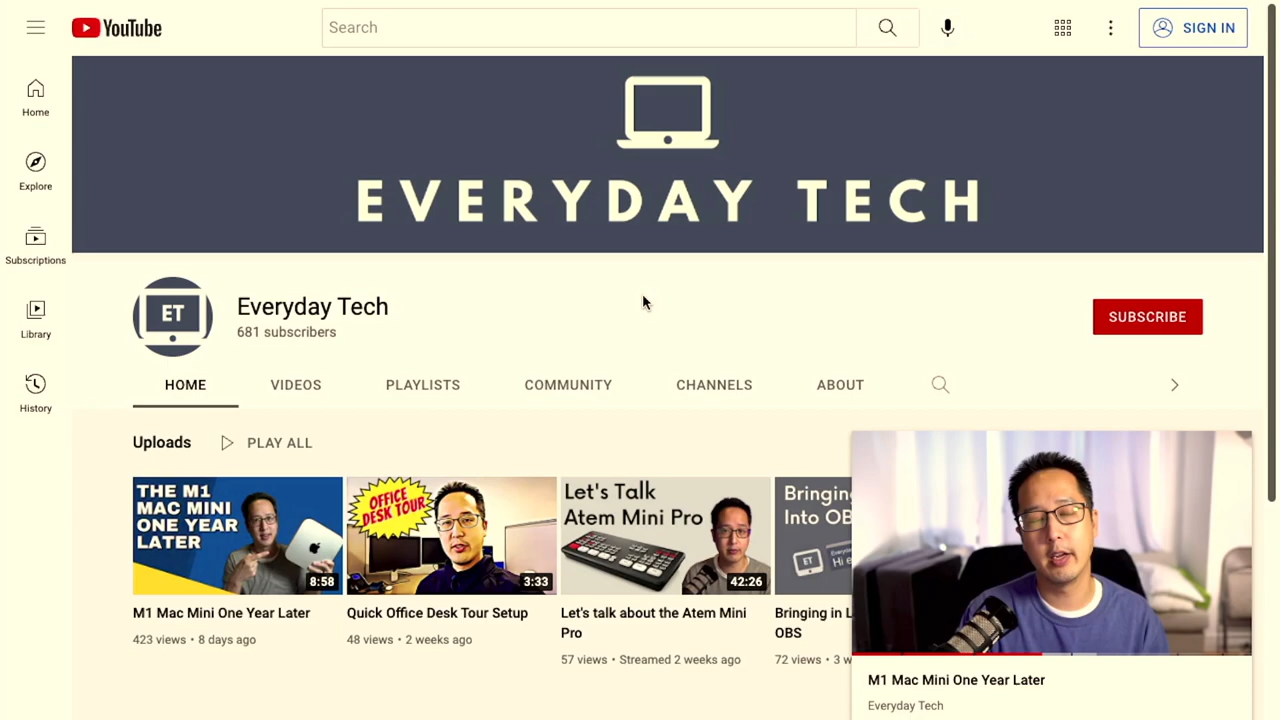 YouTube
Search
SIGN IN
Home
Explore
Subscriptions
Library
History
EVERYDAY TECH
ET
Everyday Tech
681 subscribers
SUBSCRIBE
HOME
VIDEOS
PLAYLISTS
COMMUNITY
CHANNELS
ABOUT
Uploads
PLAY ALL
THE M1
MAC MINI
ONE YEAR
LATER
8:58
M1 Mac Mini One Year Later
423 views • 8 days ago
OFFICE
DESK TOUR
3:33
Quick Office Desk Tour Setup
48 views • 2 weeks ago
Let's Talk
Atem Mini Pro
42:26
Let's talk about the Atem Mini
Pro
57 views • Streamed 2 weeks ago
Bringing
Into OB
ET
Hi e
Bringing in L
OBS
72 views • 3 w
M1 Mac Mini One Year Later
Everyday Tech